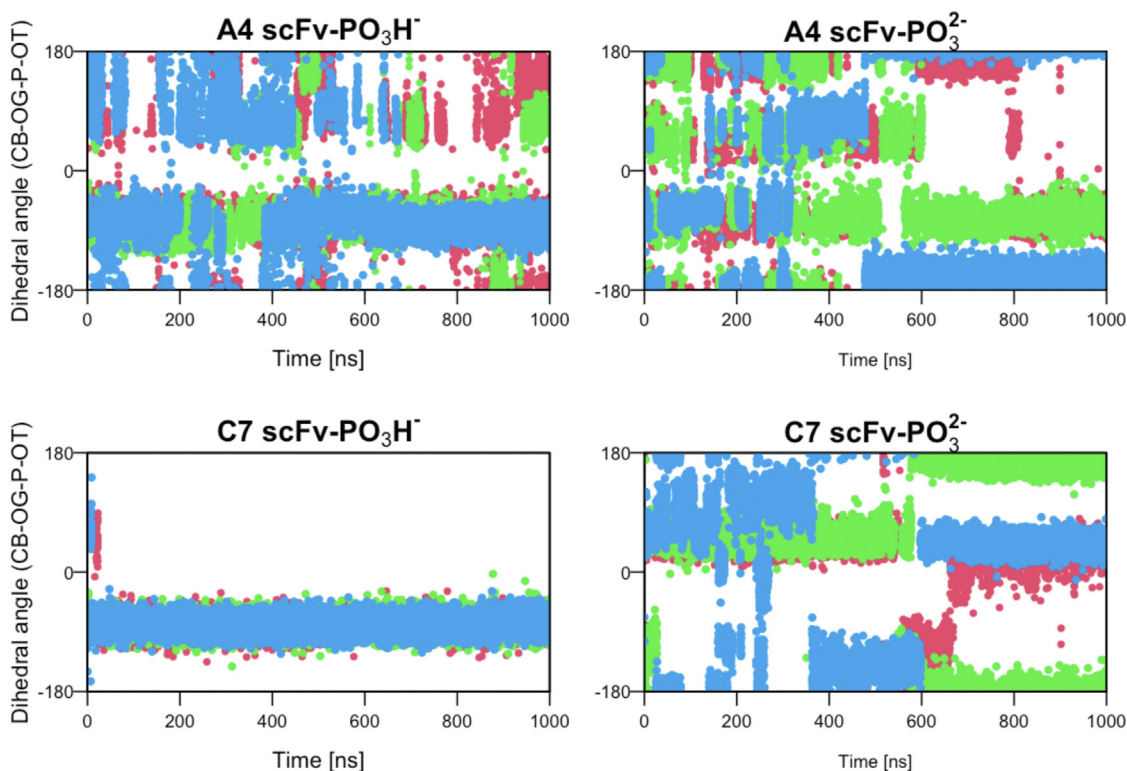 A4 scFv-PO₃H⁻
A4 scFv-PO₃²⁻
Dihedral angle (CB-OG-P-OT)
180
0
-180
0 200 400 600 800 1000
Time [ns]
180
0
-180
0 200 400 600 800 1000
Time [ns]
C7 scFv-PO₃H⁻
C7 scFv-PO₃²⁻
Dihedral angle (CB-OG-P-OT)
180
0
-180
0 200 400 600 800 1000
Time [ns]
180
0
-180
0 200 400 600 800 1000
Time [ns]